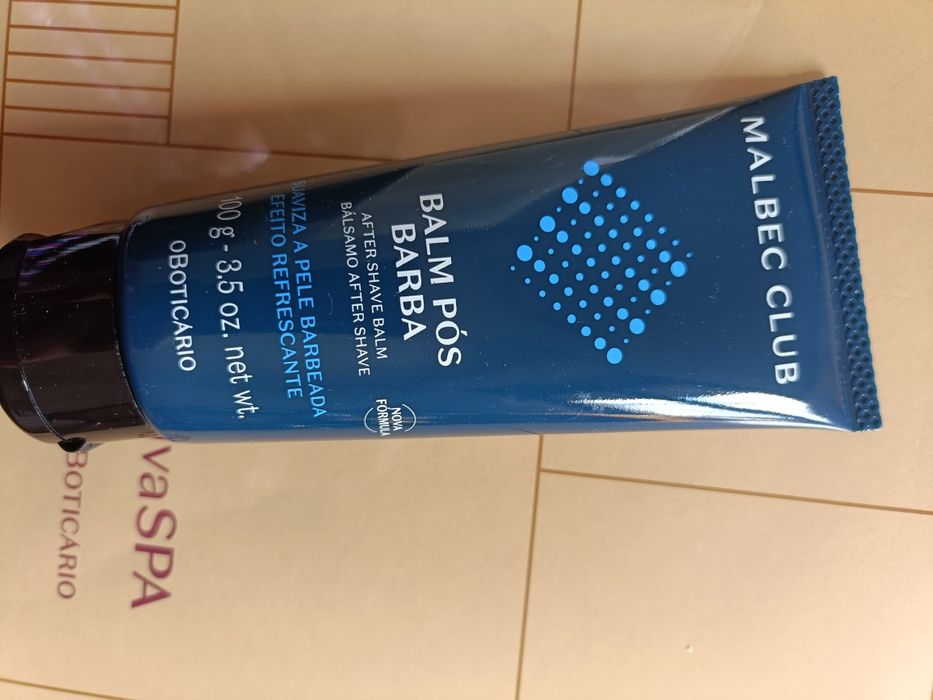 MALBEC CLUB
BALM PÓS
BARBA
AFTER SHAVE BALM
BÁLSAMO AFTER SHAVE
NOVA
FÓRMULA
SUAVIZA A PELE BARBEADA
EFEITO REFRESCANTE
100 g - 3,5 oz. net wt.
oBOTICÁRIO
vaSPA
BOTICÁRIO